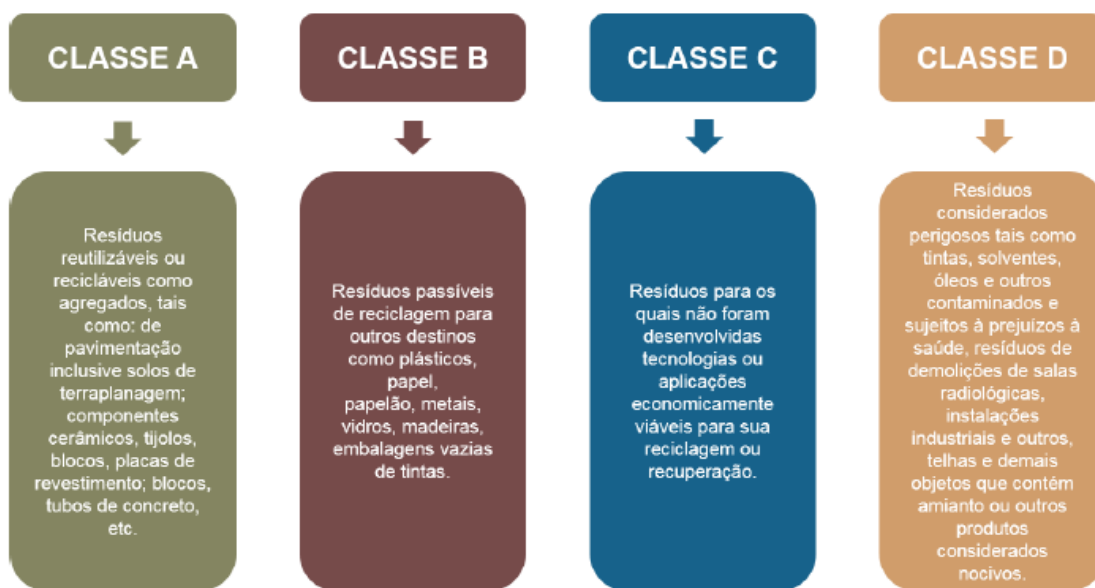 CLASSE A
Resíduos
reutilizáveis ou
recicláveis como
agregados, tais
como: de
pavimentação
inclusive solos de
terraplanagem;
componentes
cerâmicos, tijolos,
blocos, placas de
revestimento; blocos,
tubos de concreto,
etc.
CLASSE B
Resíduos passíveis
de reciclagem para
outros destinos
como plásticos,
papel,
papelão, metais,
vidros, madeiras,
embalagens vazias
de tintas.
CLASSE C
Resíduos para os
quais não foram
desenvolvidas
tecnologias ou
aplicações
economicamente
viáveis para sua
reciclagem ou
recuperação.
CLASSE D
Resíduos
considerados
perigosos tais como
tintas, solventes,
óleos e outros
contaminados e
sujeitos à prejuízos à
saúde, resíduos de
demolições de salas
radiológicas,
instalações
industriais e outros,
telhas e demais
objetos que contém
amianto ou outros
produtos
considerados
nocivos.